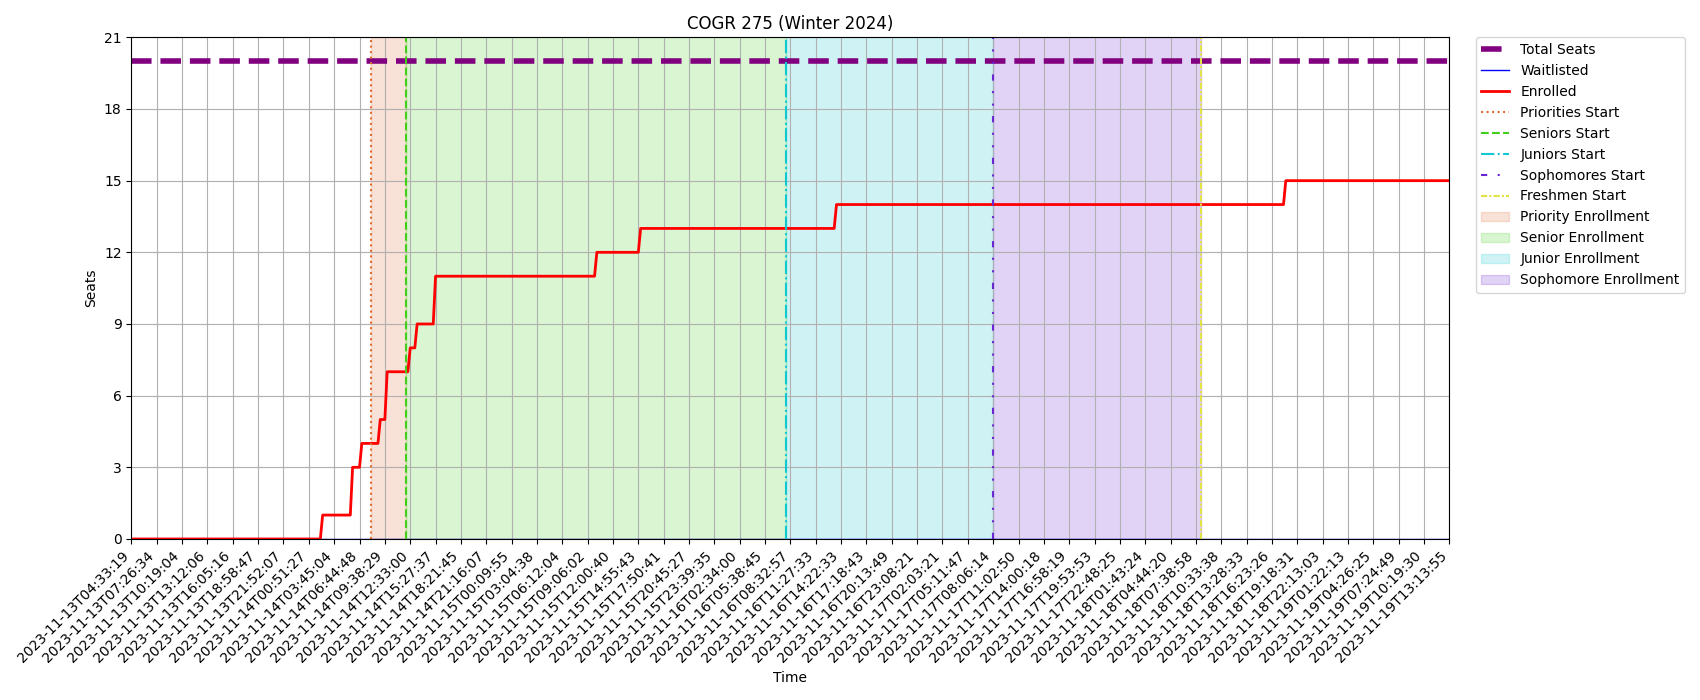 COGR 275 (Winter 2024)
21
18
15
12
9
6
3
0
Seats
2023-11-13T04:33:19
2023-11-13T07:26:34
2023-11-13T10:19:04
2023-11-13T13:12:06
2023-11-13T16:05:16
2023-11-13T18:58:47
2023-11-13T21:52:07
2023-11-14T00:51:27
2023-11-14T03:45:04
2023-11-14T06:44:48
2023-11-14T09:38:29
2023-11-14T12:33:00
2023-11-14T15:27:37
2023-11-14T18:21:45
2023-11-14T21:16:07
2023-11-15T00:09:55
2023-11-15T03:04:38
2023-11-15T06:12:04
2023-11-15T09:06:02
2023-11-15T12:00:40
2023-11-15T14:55:43
2023-11-15T17:50:41
2023-11-15T20:45:27
2023-11-15T23:39:35
2023-11-16T02:34:00
2023-11-16T05:38:45
2023-11-16T08:32:57
2023-11-16T11:27:33
2023-11-16T14:22:33
2023-11-16T17:18:43
2023-11-16T20:13:49
2023-11-16T23:08:21
2023-11-17T02:03:21
2023-11-17T05:11:47
2023-11-17T08:06:14
2023-11-17T11:02:50
2023-11-17T14:00:18
2023-11-17T16:58:19
2023-11-17T19:53:53
2023-11-17T22:48:25
2023-11-18T01:43:24
2023-11-18T04:44:20
2023-11-18T07:38:58
2023-11-18T10:33:38
2023-11-18T13:28:33
2023-11-18T16:23:26
2023-11-18T19:18:31
2023-11-18T22:13:03
2023-11-19T01:22:13
2023-11-19T04:26:25
2023-11-19T07:24:49
2023-11-19T10:19:30
2023-11-19T13:13:55
Time
Total Seats
Waitlisted
Enrolled
Priorities Start
Seniors Start
Juniors Start
Sophomores Start
Freshmen Start
Priority Enrollment
Senior Enrollment
Junior Enrollment
Sophomore Enrollment